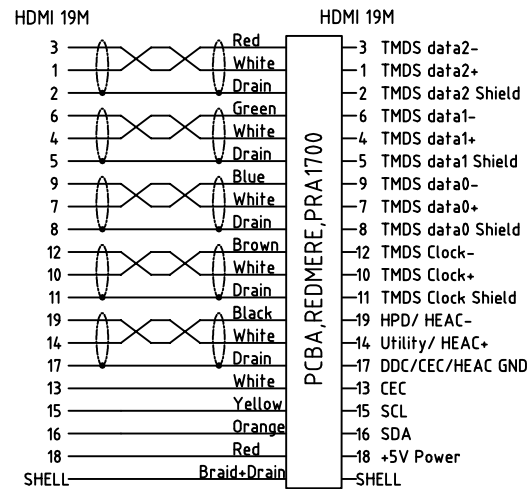 HDMI 19M HDMI 19M
3 Red 3 TMDS data2-
1 White 1 TMDS data2+
2 Drain 2 TMDS data2 Shield
6 Green 6 TMDS data1-
4 White 4 TMDS data1+
5 Drain 5 TMDS data1 Shield
9 Blue 9 TMDS data0-
7 White 7 TMDS data0+
8 Drain 8 TMDS data0 Shield
12 Brown 12 TMDS Clock-
10 White 10 TMDS Clock+
11 Drain 11 TMDS Clock Shield
19 Black 19 HPD/ HEAC-
14 White 14 Utility/ HEAC+
17 Drain 17 DDC/CEC/HEAC GND
13 White 13 CEC
15 Yellow 15 SCL
16 Orange 16 SDA
18 Red 18 +5V Power
SHELL Braid+Drain SHELL
PCBA,REDMERE,PRA1700